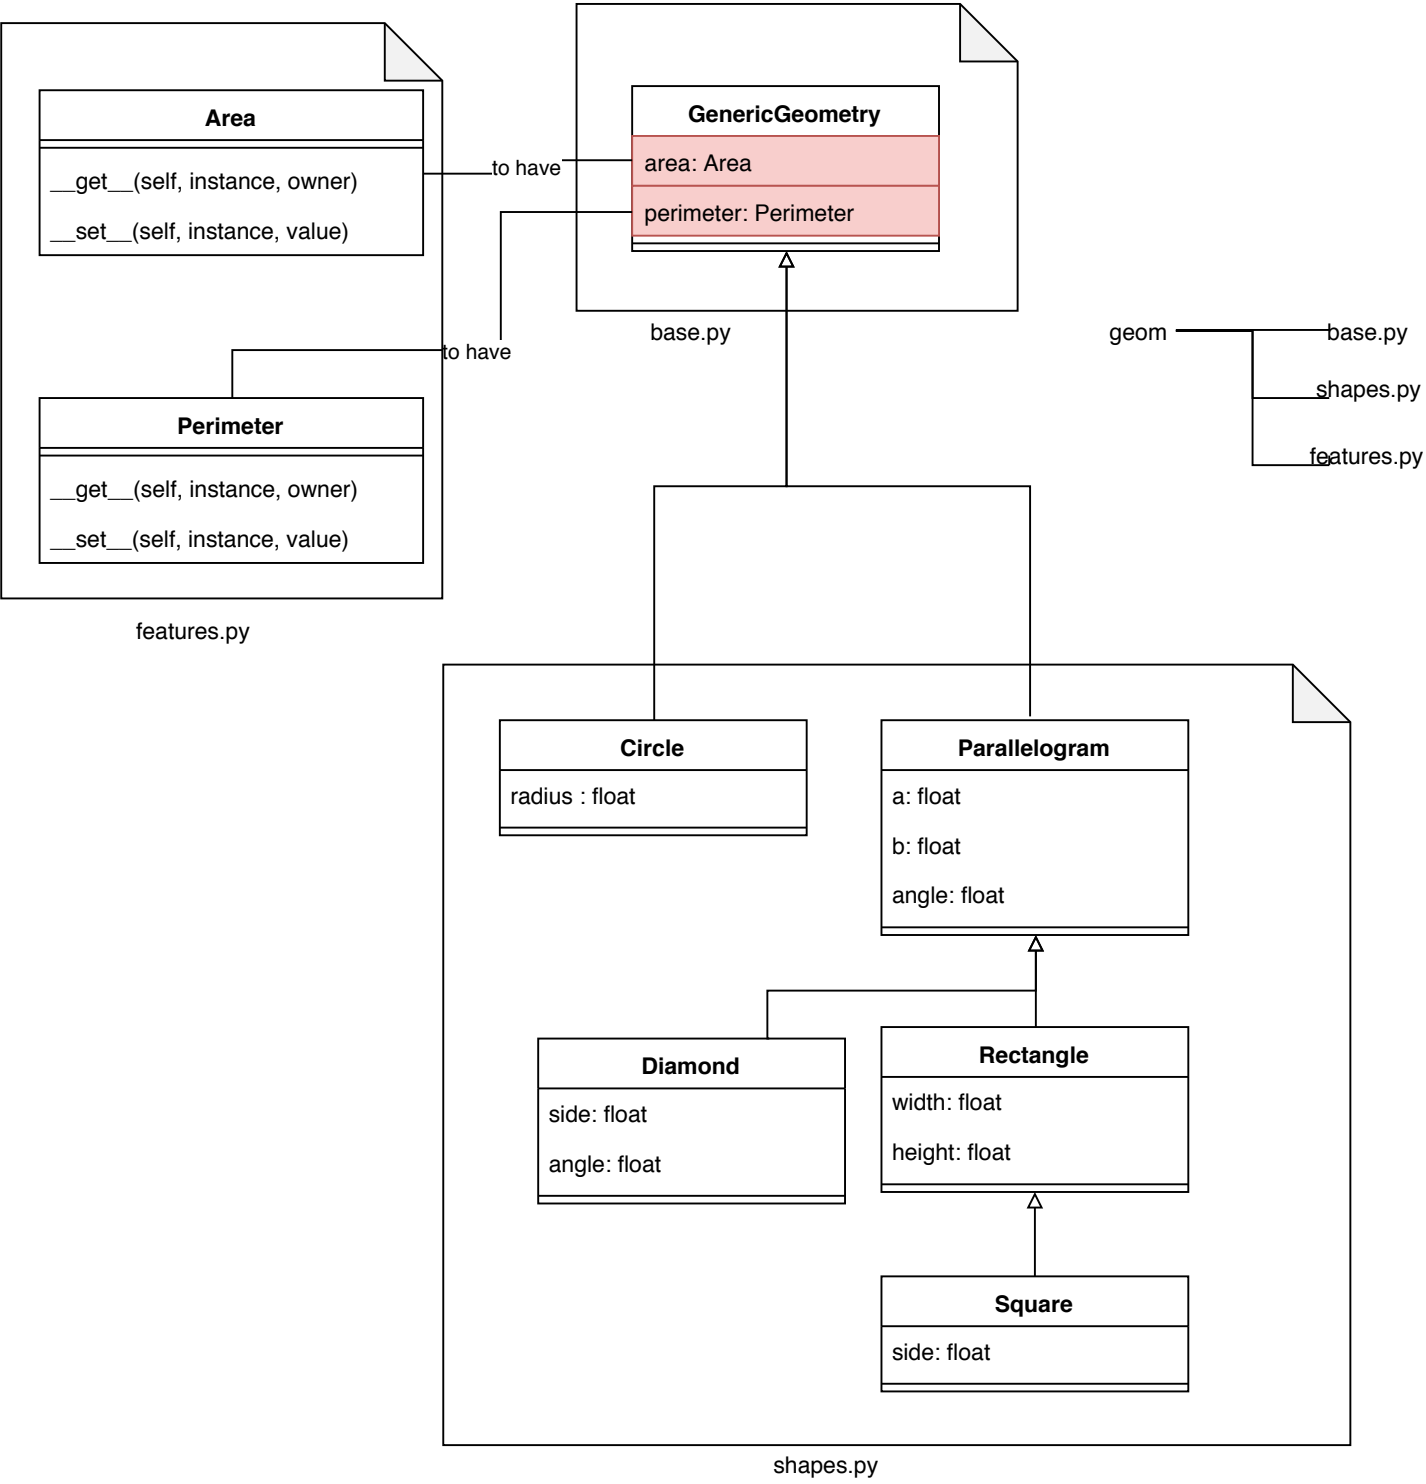 Area
__get__(self, instance, owner)
__set__(self, instance, value)
to have
GenericGeometry
area: Area
perimeter: Perimeter
base.py
to have
Perimeter
__get__(self, instance, owner)
__set__(self, instance, value)
features.py
geom
base.py
shapes.py
features.py
Circle
radius : float
Parallelogram
a: float
b: float
angle: float
Diamond
side: float
angle: float
Rectangle
width: float
height: float
Square
side: float
shapes.py